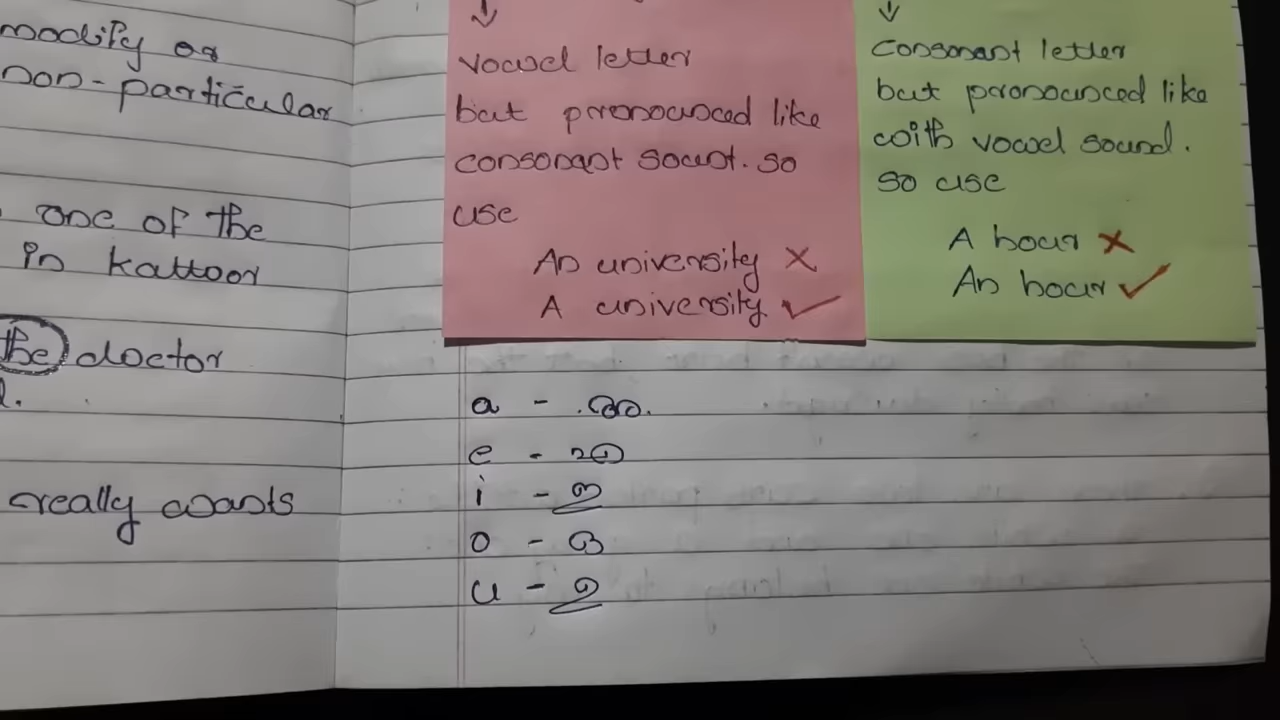 modify or
non-particular
one of the
in kattoor
the doctor
really wants
vowel letter
but pronounced like
consonant sount. so
use
An university ✗
A university ✓
consonant letter
but pronounced like
with vowel sound.
so use
A hour ✗
An hour ✓
a - അ.
e - എ
i - ഇ
o - ഒ
u - ഉ